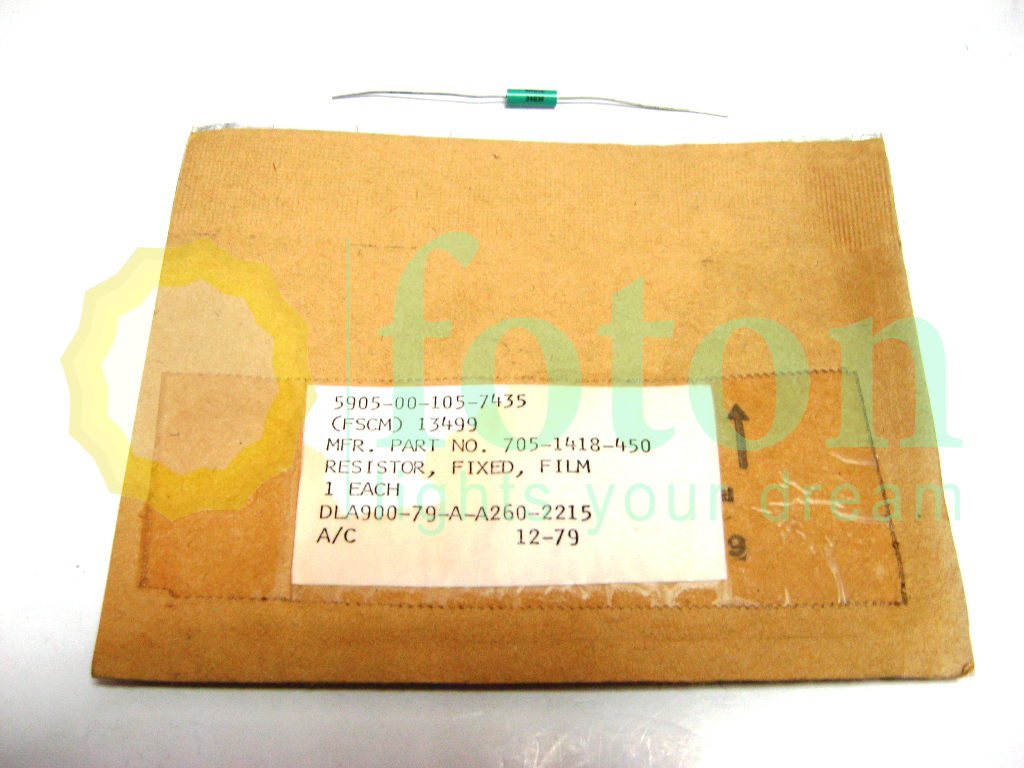 5905-00-105-7435
(FSCM) 13499
MFR. PART NO. 705-1418-450
RESISTOR, FIXED, FILM
1 EACH
DLA900-79-A-A260-2215
A/C 12-79
foton
lights your dream